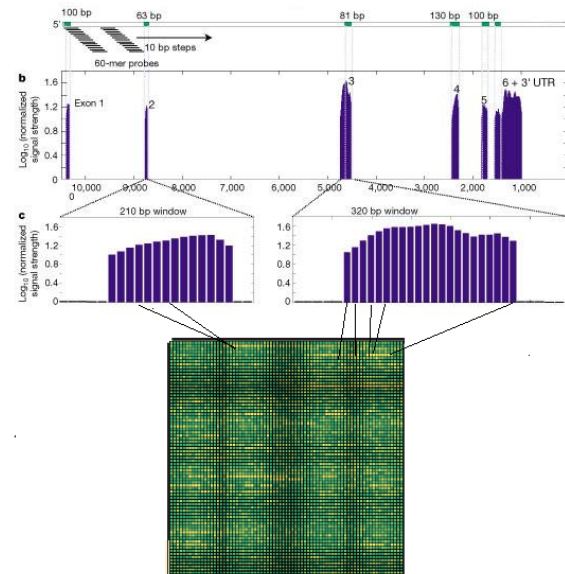 100 bp 63 bp 81 bp 130 bp 100 bp
5'
10 bp steps
60-mer probes
b
Log10 (normalized
signal strength)
1.6
1.2
0.8
0.4
0
Exon 1 2 3 4 5 6 + 3' UTR
10,000 9,000 8,000 7,000 6,000 5,000 4,000 3,000 2,000 1,000
0
c
210 bp window 320 bp window
Log10 (normalized
signal strength)
1.6
1.2
0.8
0.4
0
1.6
1.2
0.8
0.4
0